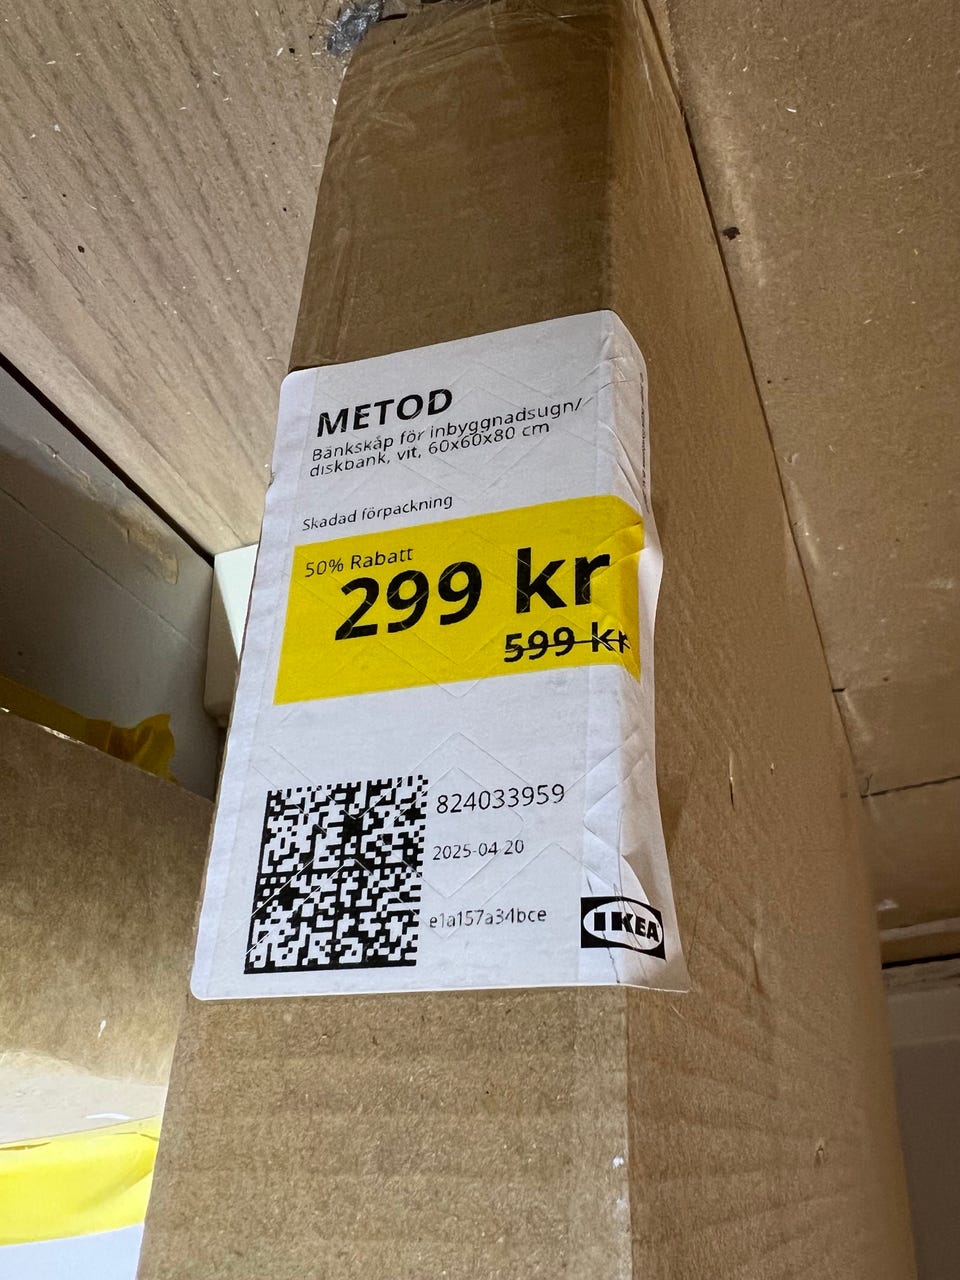 METOD
Bänkskåp för inbyggnadsugn/
diskbänk, vit, 60x60x80 cm
Skadad förpackning
50% Rabatt
299 kr
599 kr
824033959
2025-04-20
e1a157a34bce
IKEA